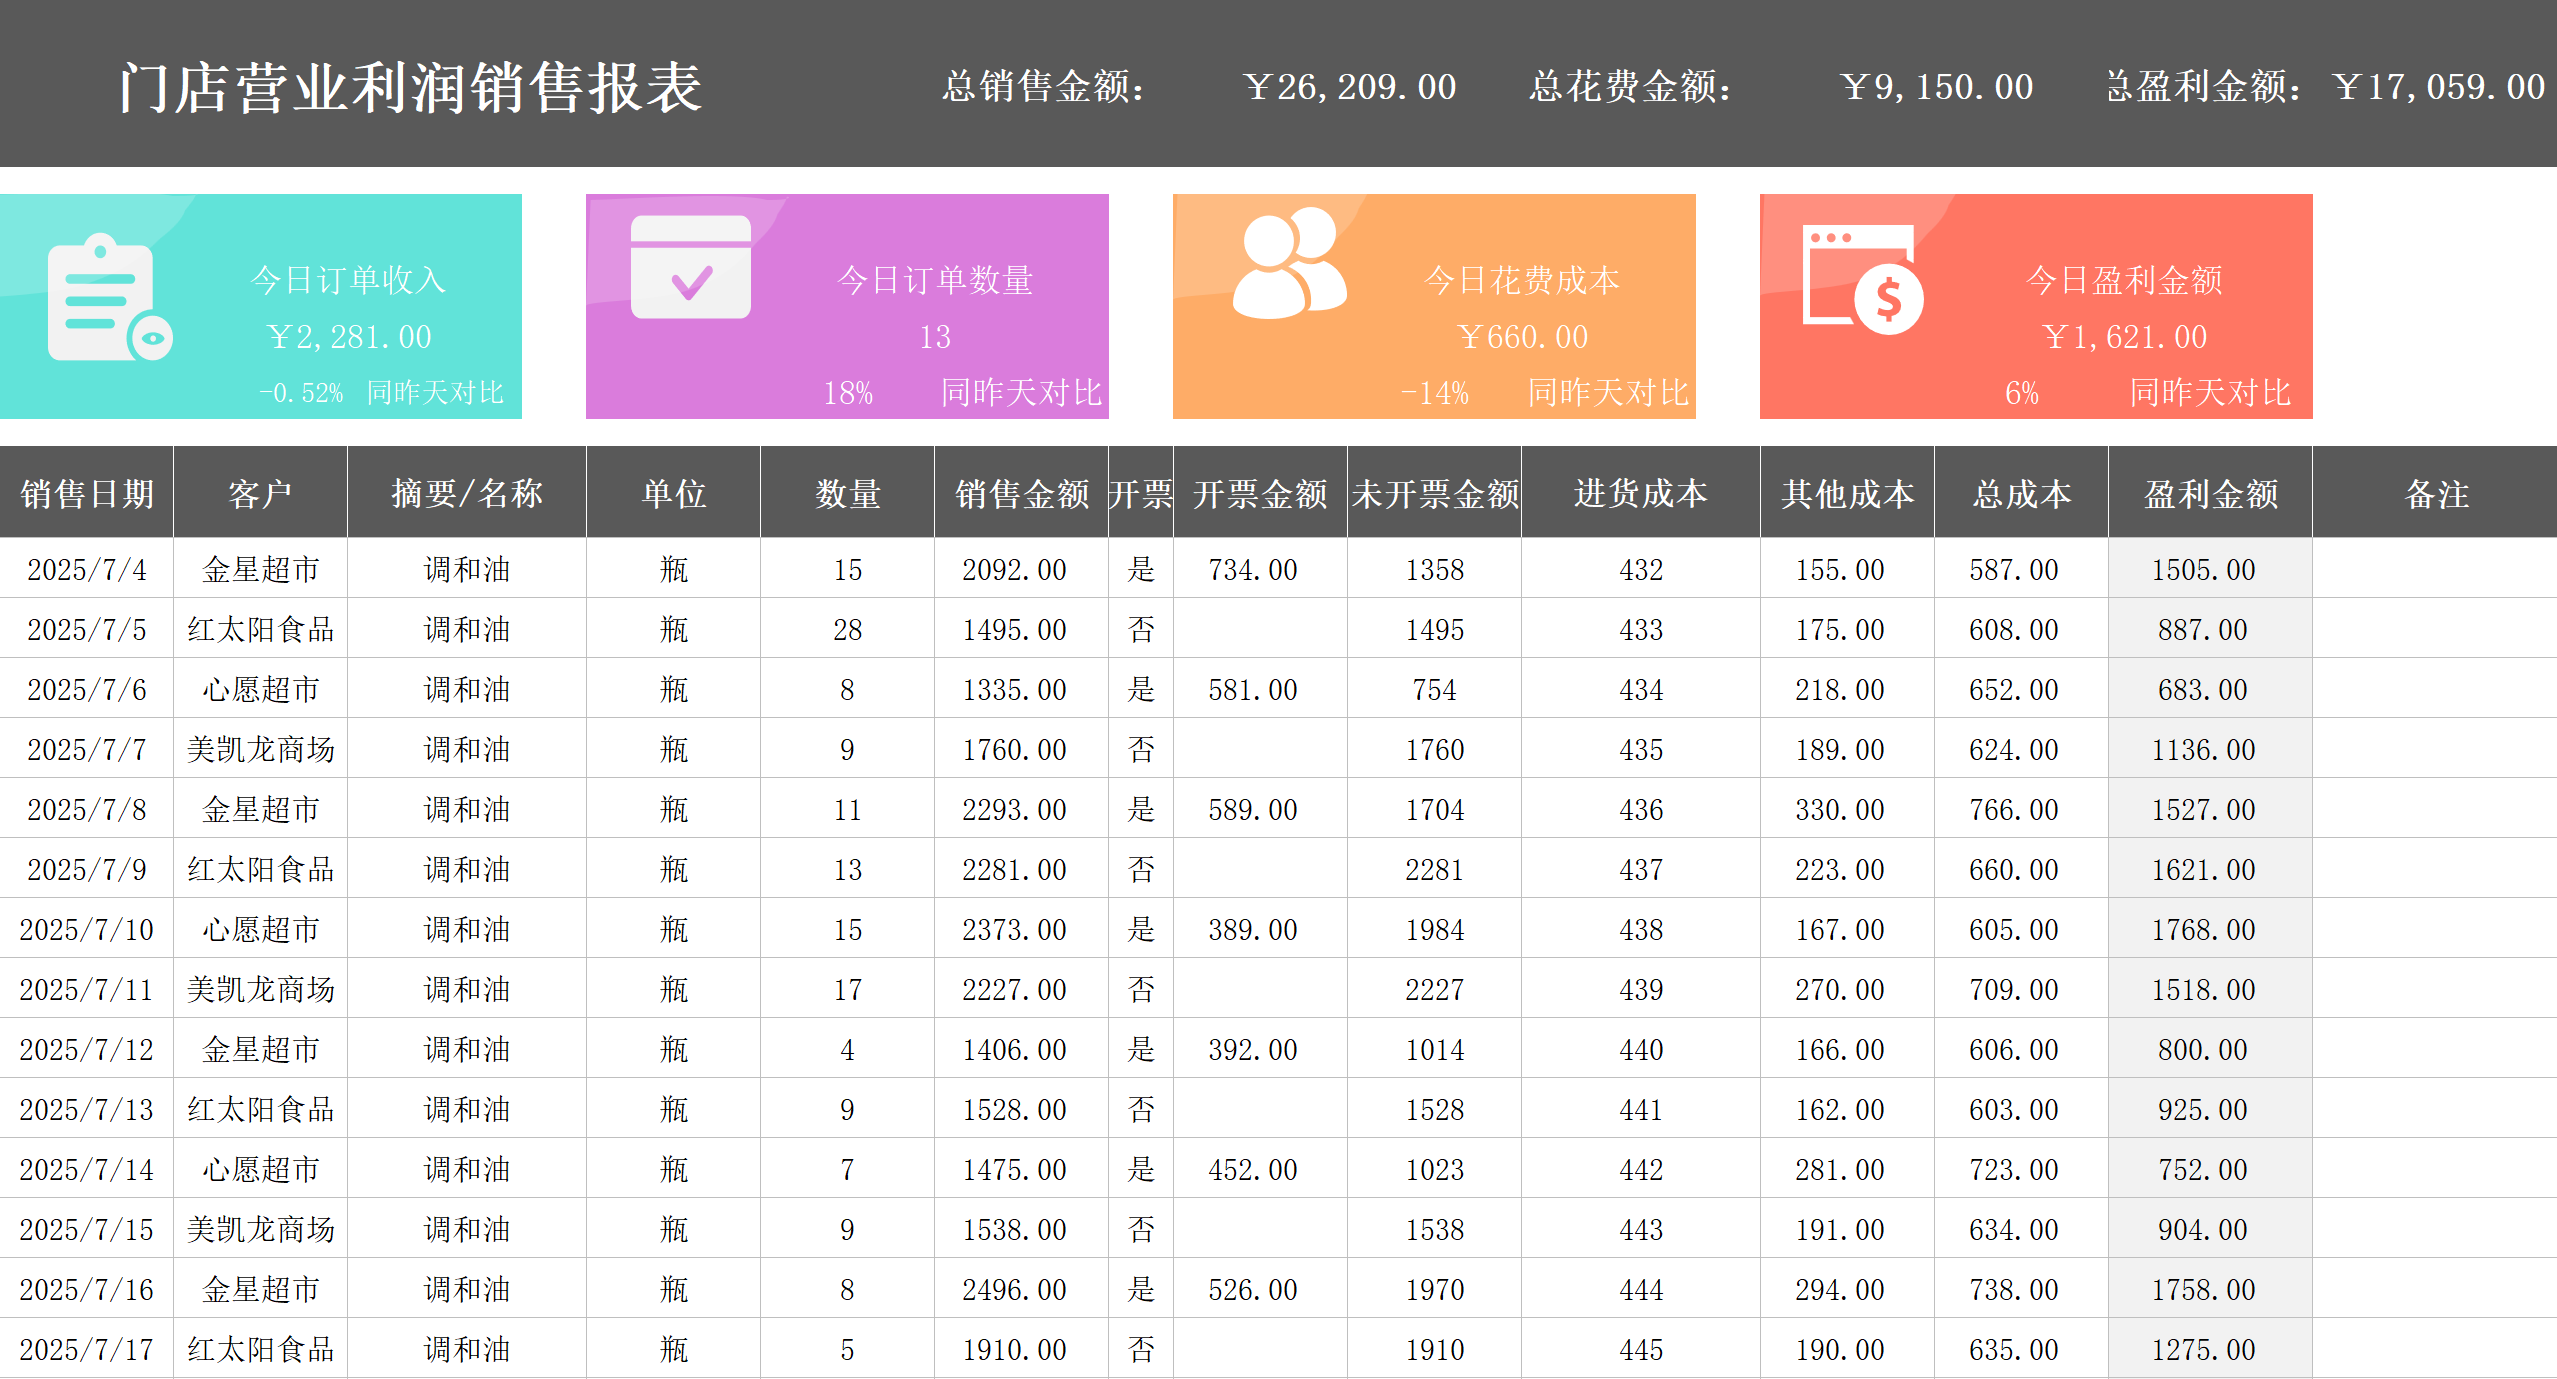 门店营业利润销售报表 总销售金额： ￥26,209.00 总花费金额： ￥9,150.00 总盈利金额： ￥17,059.00
今日订单收入 今日订单数量 今日花费成本 今日盈利金额
￥2,281.00 13 ￥660.00 ￥1,621.00
-0.52% 同昨天对比 18% 同昨天对比 -14% 同昨天对比 6% 同昨天对比
销售日期 客户 摘要/名称 单位 数量 销售金额 开票 开票金额 未开票金额 进货成本 其他成本 总成本 盈利金额 备注
2025/7/4 金星超市 调和油 瓶 15 2092.00 是 734.00 1358 432 155.00 587.00 1505.00
2025/7/5 红太阳食品 调和油 瓶 28 1495.00 否 1495 433 175.00 608.00 887.00
2025/7/6 心愿超市 调和油 瓶 8 1335.00 是 581.00 754 434 218.00 652.00 683.00
2025/7/7 美凯龙商场 调和油 瓶 9 1760.00 否 1760 435 189.00 624.00 1136.00
2025/7/8 金星超市 调和油 瓶 11 2293.00 是 589.00 1704 436 330.00 766.00 1527.00
2025/7/9 红太阳食品 调和油 瓶 13 2281.00 否 2281 437 223.00 660.00 1621.00
2025/7/10 心愿超市 调和油 瓶 15 2373.00 是 389.00 1984 438 167.00 605.00 1768.00
2025/7/11 美凯龙商场 调和油 瓶 17 2227.00 否 2227 439 270.00 709.00 1518.00
2025/7/12 金星超市 调和油 瓶 4 1406.00 是 392.00 1014 440 166.00 606.00 800.00
2025/7/13 红太阳食品 调和油 瓶 9 1528.00 否 1528 441 162.00 603.00 925.00
2025/7/14 心愿超市 调和油 瓶 7 1475.00 是 452.00 1023 442 281.00 723.00 752.00
2025/7/15 美凯龙商场 调和油 瓶 9 1538.00 否 1538 443 191.00 634.00 904.00
2025/7/16 金星超市 调和油 瓶 8 2496.00 是 526.00 1970 444 294.00 738.00 1758.00
2025/7/17 红太阳食品 调和油 瓶 5 1910.00 否 1910 445 190.00 635.00 1275.00